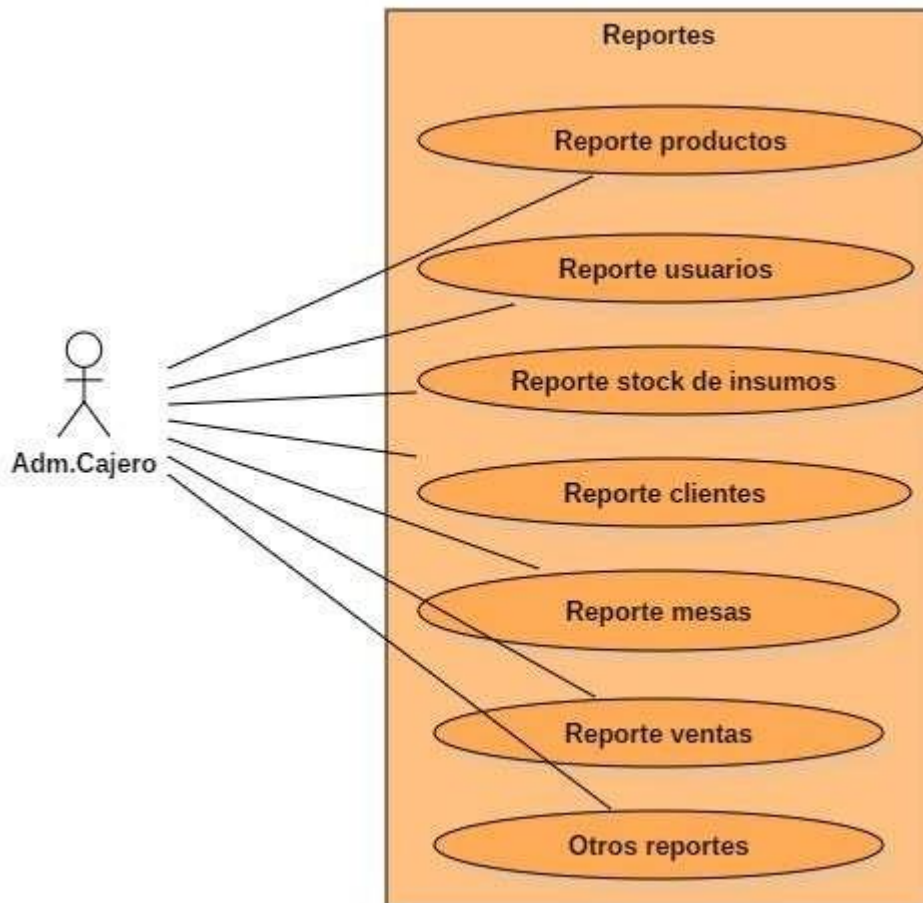 Reportes
Reporte productos
Reporte usuarios
Reporte stock de insumos
Adm.Cajero
Reporte clientes
Reporte mesas
Reporte ventas
Otros reportes